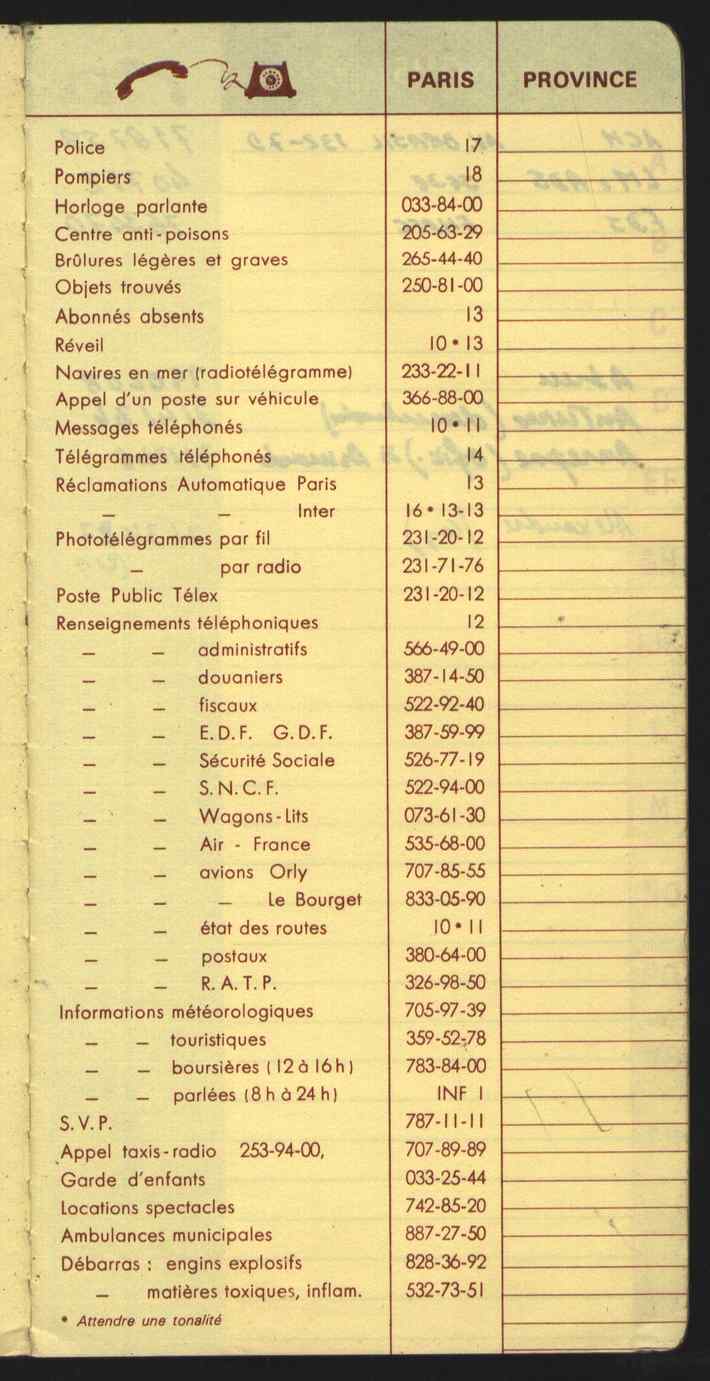 PARIS PROVINCE
Police 17
Pompiers 18
Horloge parlante 033-84-00
Centre anti-poisons 205-63-29
Brûlures légères et graves 265-44-40
Objets trouvés 250-81-00
Abonnés absents 13
Réveil 10•13
Navires en mer (radiotélégramme) 233-22-11
Appel d'un poste sur véhicule 366-88-00
Messages téléphonés 10•11
Télégrammes téléphonés 14
Réclamations Automatique Paris 13
— — Inter 16•13-13
Phototélégrammes par fil 231-20-12
— par radio 231-71-76
Poste Public Télex 231-20-12
Renseignements téléphoniques 12
— — administratifs 566-49-00
— — douaniers 387-14-50
— — fiscaux 522-92-40
— — E.D.F. G.D.F. 387-59-99
— — Sécurité Sociale 526-77-19
— — S.N.C.F. 522-94-00
— — Wagons-Lits 073-61-30
— — Air - France 535-68-00
— — avions Orly 707-85-55
— — — Le Bourget 833-05-90
— — état des routes 10•11
— — postaux 380-64-00
— — R.A.T.P. 326-98-50
Informations météorologiques 705-97-39
— — touristiques 359-52-78
— — boursières (12 à 16 h) 783-84-00
— — parlées (8 h à 24 h) INF 1
S.V.P. 787-11-11
Appel taxis-radio 253-94-00, 707-89-89
Garde d'enfants 033-25-44
Locations spectacles 742-85-20
Ambulances municipales 887-27-50
Débarras : engins explosifs 828-36-92
— matières toxiques, inflam. 532-73-51
• Attendre une tonalité